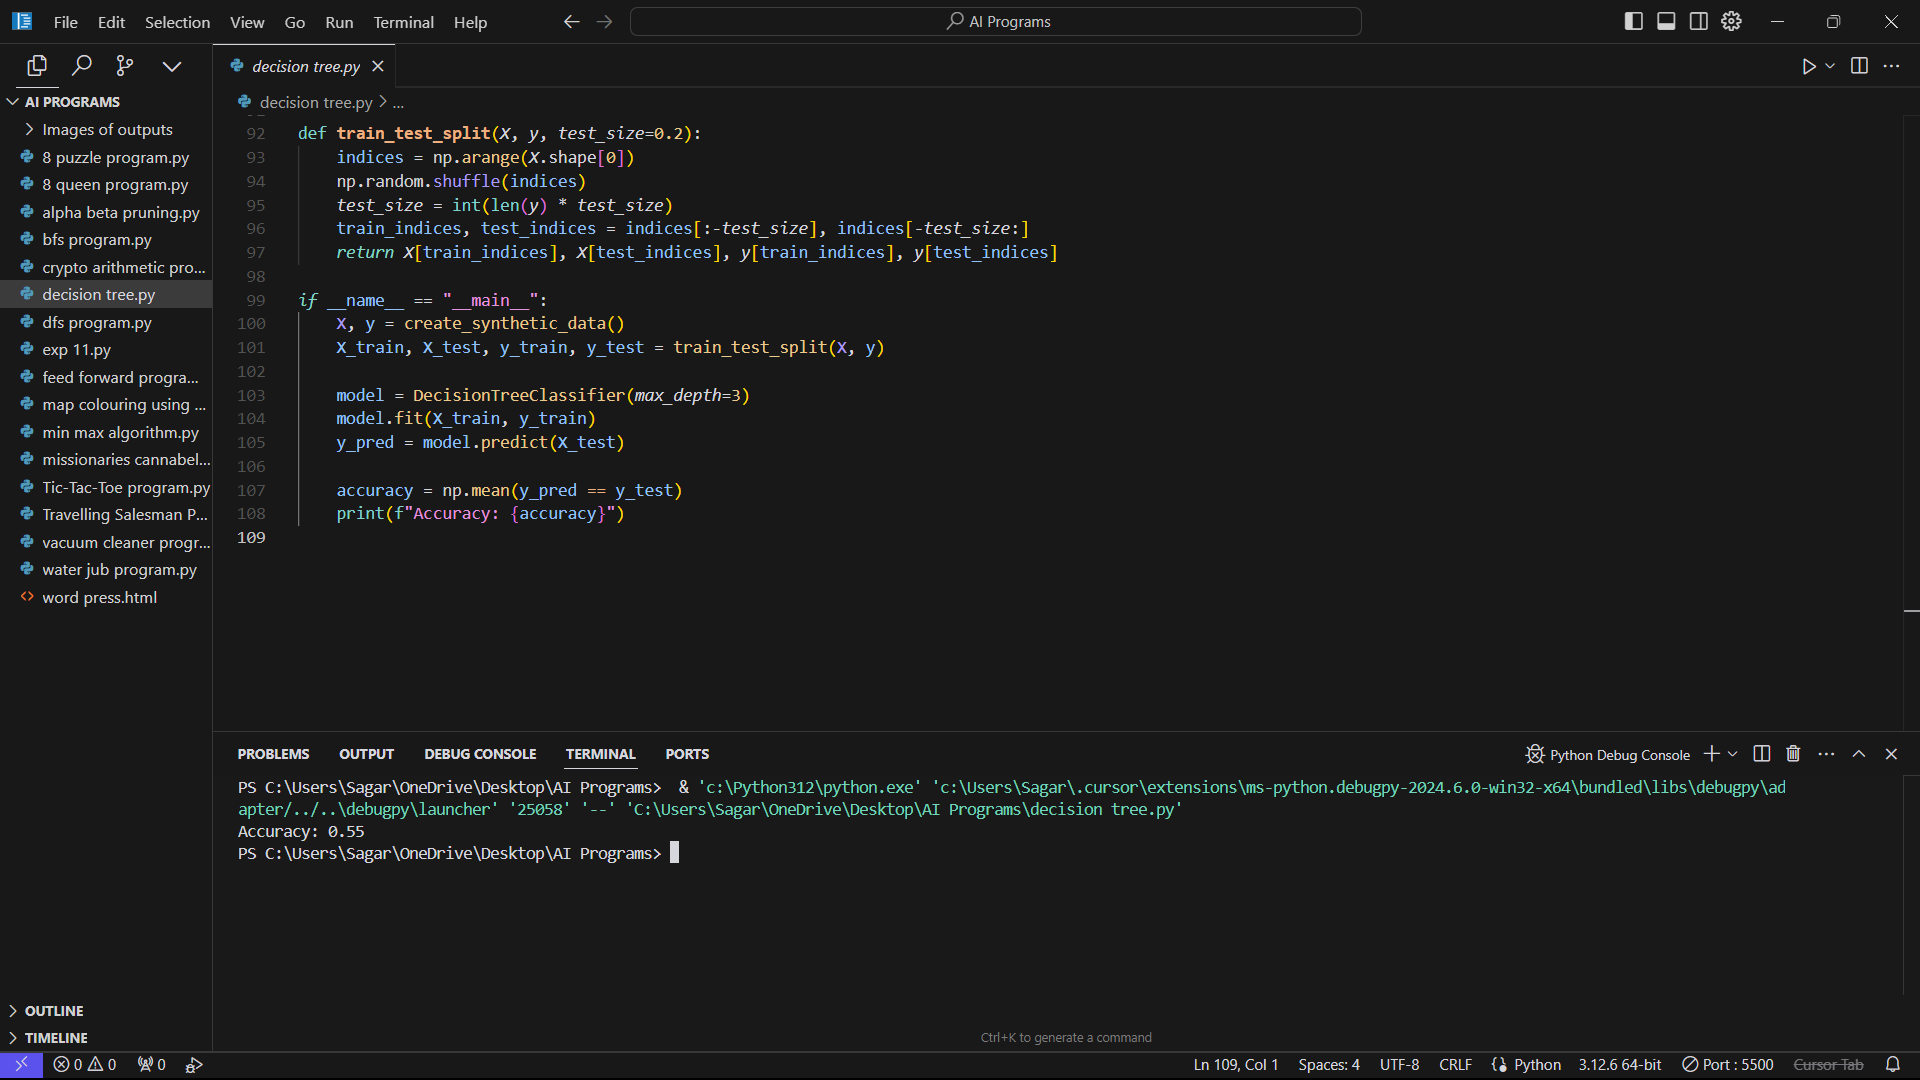 File Edit Selection View Go Run Terminal Help AI Programs
decision tree.py
AI PROGRAMS
Images of outputs
8 puzzle program.py
8 queen program.py
alpha beta pruning.py
bfs program.py
crypto arithmetic pro...
decision tree.py
dfs program.py
exp 11.py
feed forward progra...
map colouring using ...
min max algorithm.py
missionaries cannabel...
Tic-Tac-Toe program.py
Travelling Salesman P...
vacuum cleaner progr...
water jub program.py
word press.html
OUTLINE
TIMELINE
decision tree.py > ...
92 def train_test_split(X, y, test_size=0.2):
93 indices = np.arange(X.shape[0])
94 np.random.shuffle(indices)
95 test_size = int(len(y) * test_size)
96 train_indices, test_indices = indices[:-test_size], indices[-test_size:]
97 return X[train_indices], X[test_indices], y[train_indices], y[test_indices]
98
99 if __name__ == "__main__":
100 X, y = create_synthetic_data()
101 X_train, X_test, y_train, y_test = train_test_split(X, y)
102
103 model = DecisionTreeClassifier(max_depth=3)
104 model.fit(X_train, y_train)
105 y_pred = model.predict(X_test)
106
107 accuracy = np.mean(y_pred == y_test)
108 print(f"Accuracy: {accuracy}")
109
PROBLEMS OUTPUT DEBUG CONSOLE TERMINAL PORTS Python Debug Console
PS C:\Users\Sagar\OneDrive\Desktop\AI Programs>  & 'c:\Python312\python.exe' 'c:\Users\Sagar\.cursor\extensions\ms-python.debugpy-2024.6.0-win32-x64\bundled\libs\debugpy\ad
apter/../..\debugpy\launcher' '25058' '--' 'C:\Users\Sagar\OneDrive\Desktop\AI Programs\decision tree.py'
Accuracy: 0.55
PS C:\Users\Sagar\OneDrive\Desktop\AI Programs>
Ctrl+K to generate a command
0 0 0 Ln 109, Col 1 Spaces: 4 UTF-8 CRLF Python 3.12.6 64-bit Port : 5500 Cursor Tab